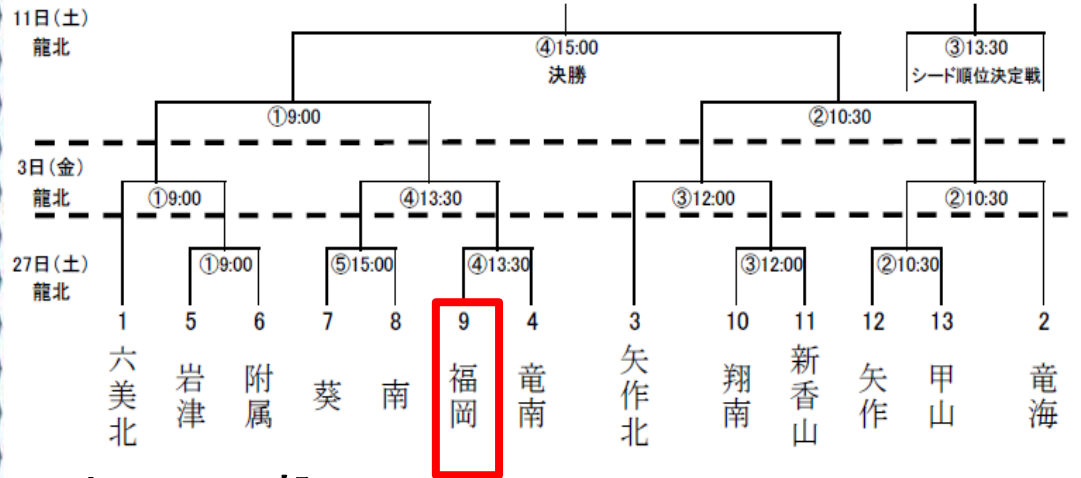 11日(土)
龍北
④15:00
決勝
③13:30
シード順位決定戦
①9:00
②10:30
3日(金)
龍北
①9:00
④13:30
③12:00
②10:30
27日(土)
龍北
①9:00
⑤15:00
④13:30
③12:00
②10:30
1 5 6 7 8 9 4 3 10 11 12 13 2
六美北
岩津
附属
葵
南
福岡
竜南
矢作北
翔南
新香山
矢作
甲山
竜海